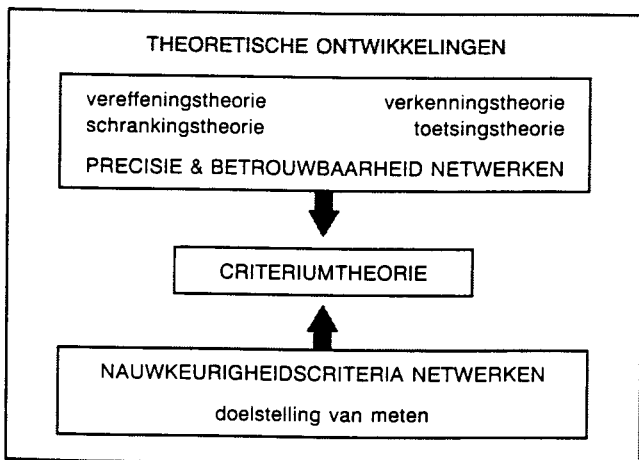 THEORETISCHE ONTWIKKELINGEN
vereffeningstheorie verkenningstheorie
schrankingstheorie toetsingstheorie
PRECISIE & BETROUWBAARHEID NETWERKEN
CRITERIUMTHEORIE
NAUWKEURIGHEIDSCRITERIA NETWERKEN
doelstelling van meten